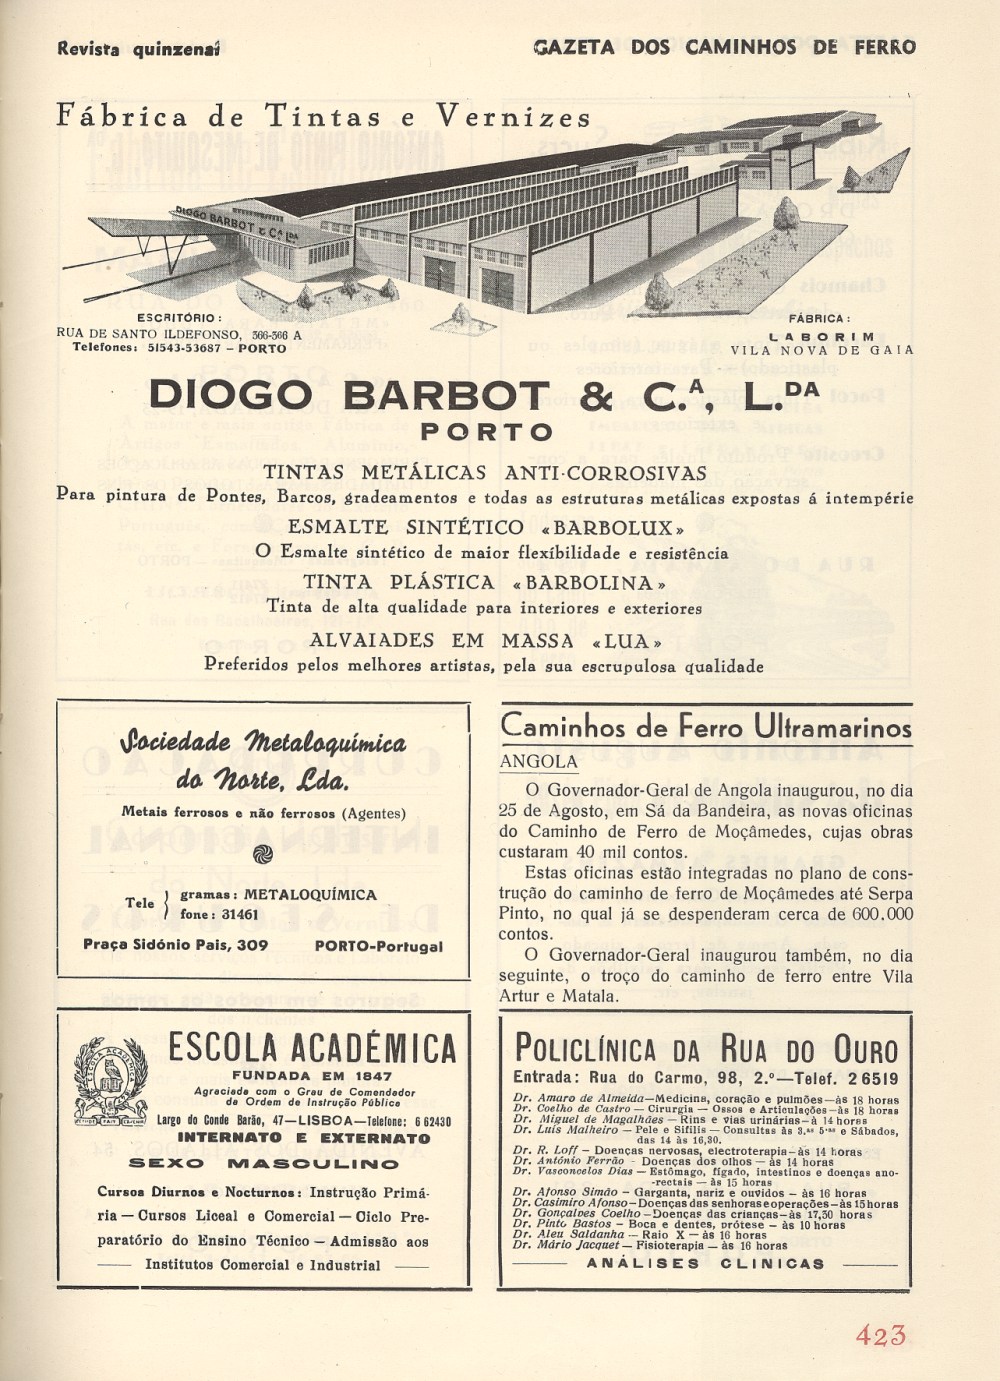 Revista quinzenal
GAZETA DOS CAMINHOS DE FERRO
Fábrica de Tintas e Vernizes
DIOGO BARBOT & Cª LDA
ESCRITÓRIO:
RUA DE SANTO ILDEFONSO, 366-366 A
Telefones: 51543-53687 – PORTO
FÁBRICA:
LABORIM
VILA NOVA DE GAIA
DIOGO BARBOT & C.A, L.DA
PORTO
TINTAS METÁLICAS ANTI-CORROSIVAS
Para pintura de Pontes, Barcos, gradeamentos e todas as estruturas metálicas expostas á intempérie
ESMALTE SINTÉTICO «BARBOLUX»
O Esmalte sintético de maior flexíbilidade e resistência
TINTA PLÁSTICA «BARBOLINA»
Tinta de alta qualidade para interiores e exteriores
ALVAIADES EM MASSA «LUA»
Preferidos pelos melhores artistas, pela sua escrupulosa qualidade
Sociedade Metaloquímica
do Norte, Lda.
Metais ferrosos e não ferrosos (Agentes)
Tele } gramas: METALOQUÍMICA
fone: 31461
Praça Sidónio Pais, 309 PORTO-Portugal
Caminhos de Ferro Ultramarinos
ANGOLA
O Governador-Geral de Angola inaugurou, no dia
25 de Agosto, em Sá da Bandeira, as novas oficinas
do Caminho de Ferro de Moçâmedes, cujas obras
custaram 40 mil contos.
Estas oficinas estão integradas no plano de cons-
trução do caminho de ferro de Moçâmedes até Serpa
Pinto, no qual já se despenderam cerca de 600.000
contos.
O Governador-Geral inaugurou também, no dia
seguinte, o troço do caminho de ferro entre Vila
Artur e Matala.
ESCOLA ACADÉMICA
ESCOLA ACADÉMICA
FUNDADA EM 1847
Agraciada com o Grau de Comendador
da Ordem de Instrução Pública
Largo do Conde Barão, 47—LISBOA—Telefone: 6 62430
INTERNATO E EXTERNATO
SEXO MASCULINO
Cursos Diurnos e Nocturnos: Instrução Primá-
ria — Cursos Liceal e Comercial — Ciclo Pre-
paratório do Ensino Técnico — Admissão aos
Institutos Comercial e Industrial
POLICLÍNICA DA RUA DO OURO
Entrada: Rua do Carmo, 98, 2.º—Telef. 2 6519
Dr. Amaro de Almeida—Medicina, coração e pulmões—às 18 horas
Dr. Coelho de Castro — Cirurgia — Ossos e Articulações—às 18 horas
Dr. Miguel de Magalhães — Rins e vias urinárias—à 14 horas
Dr. Luís Malheiro — Pele e Sífilis — Consultas às 3.as 5.as e Sábados,
das 14 às 16,30.
Dr. R. Loff — Doenças nervosas, electroterapia—às 14 horas
Dr. António Ferrão - Doenças dos olhos — às 14 horas
Dr. Vasconcelos Dias — Estômago, fígado, intestinos e doenças ano-
-rectais — às 15 horas
Dr. Afonso Simão - Garganta, nariz e ouvidos - às 16 horas
Dr. Casimiro Afonso-Doenças das senhoras e operações-às 15 horas
Dr. Gonçalves Coelho—Doenças das crianças—às 17,30 horas
Dr. Pinto Bastos — Boca e dentes, prótese — às 10 horas
Dr. Aleu Saldanha — Raio X — às 16 horas
Dr. Mário Jacquet — Fisioterapia — às 16 horas
ANÁLISES CLINICAS
423